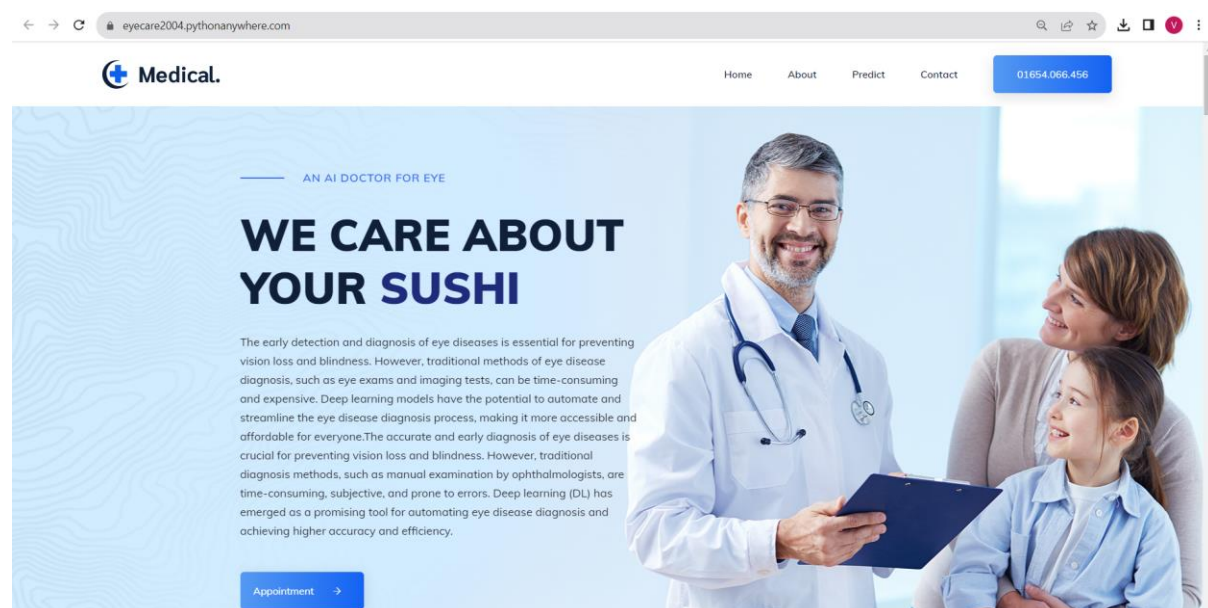 eyecare2004.pythonanywhere.com
V
Medical.
Home About Predict Contact 01654.066.456
AN AI DOCTOR FOR EYE
WE CARE ABOUT
YOUR SUSHI
The early detection and diagnosis of eye diseases is essential for preventing
vision loss and blindness. However, traditional methods of eye disease
diagnosis, such as eye exams and imaging tests, can be time-consuming
and expensive. Deep learning models have the potential to automate and
streamline the eye disease diagnosis process, making it more accessible and
affordable for everyone.The accurate and early diagnosis of eye diseases is
crucial for preventing vision loss and blindness. However, traditional
diagnosis methods, such as manual examination by ophthalmologists, are
time-consuming, subjective, and prone to errors. Deep learning (DL) has
emerged as a promising tool for automating eye disease diagnosis and
achieving higher accuracy and efficiency.
Appointment